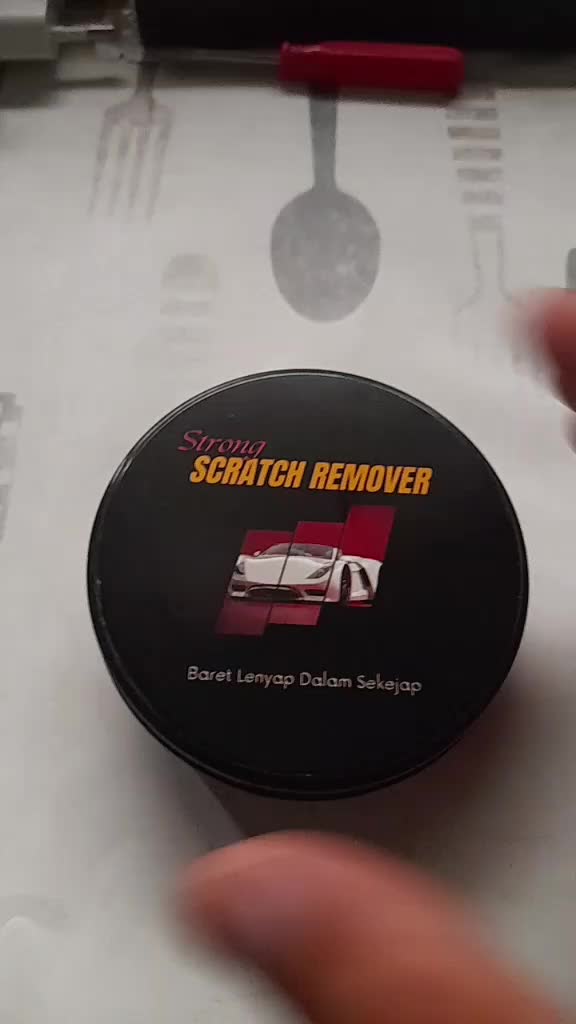 Strong
SCRATCH REMOVER
Baret Lenyap Dalam Sekejap